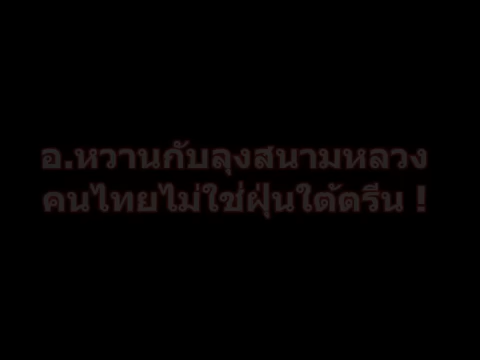 อ.หวานกับลุงสนามหลวง
คนไทยไม่ใช่ฝุ่นใต้ตรีน !